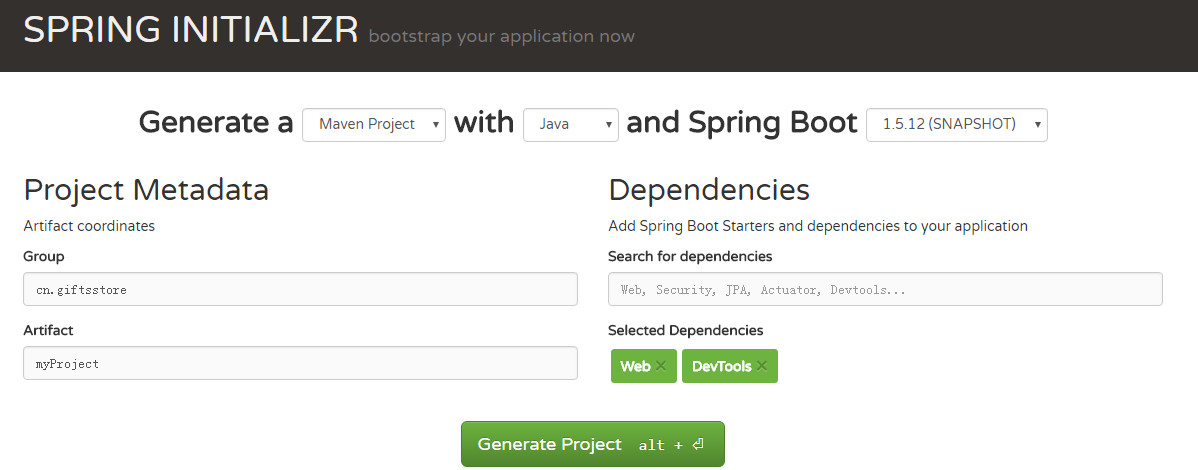 SPRING INITIALIZR bootstrap your application now
Generate a Maven Project with Java and Spring Boot 1.5.12 (SNAPSHOT)
Project Metadata
Artifact coordinates
Group
cn.giftsstore
Artifact
myProject
Dependencies
Add Spring Boot Starters and dependencies to your application
Search for dependencies
Web, Security, JPA, Actuator, Devtools...
Selected Dependencies
Web × DevTools ×
Generate Project alt + ⏎